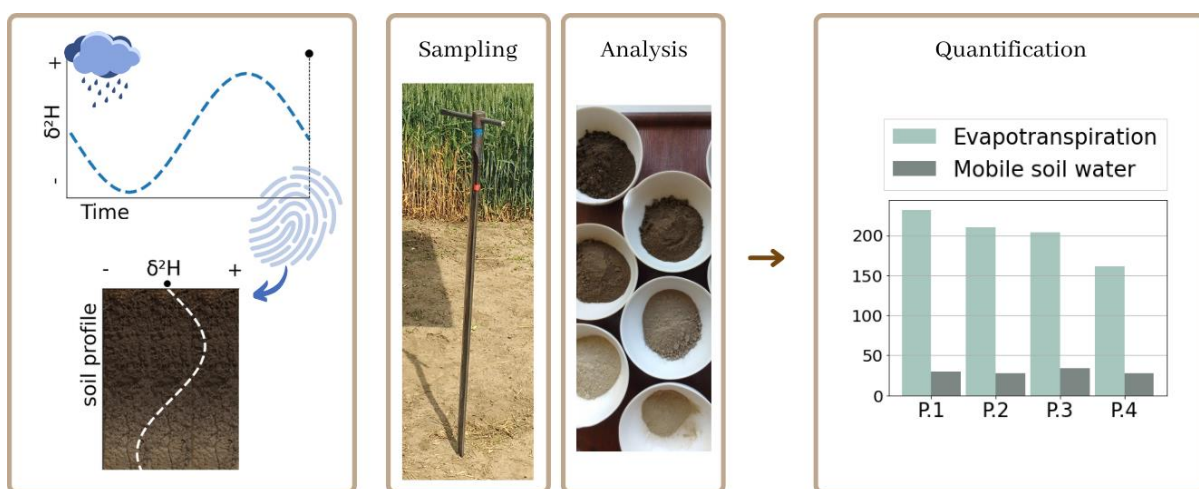 +
δ²H
-
Time
- δ²H +
soil profile
Sampling
Analysis
Quantification
Evapotranspiration
Mobile soil water
200
150
100
50
0
P.1 P.2 P.3 P.4